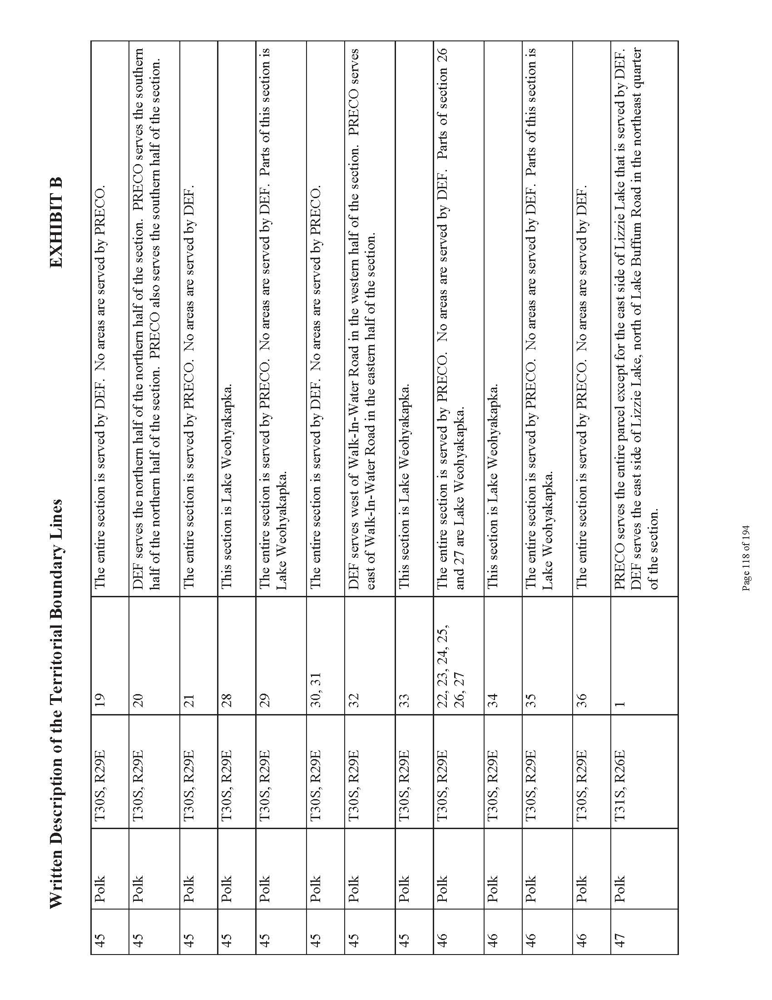 Written Description of the Territorial Boundary Lines EXHIBIT B
45 Polk T30S, R29E 19 The entire section is served by DEF. No areas are served by PRECO.
45 Polk T30S, R29E 20 DEF serves the northern half of the northern half of the section. PRECO serves the southern
half of the northern half of the section. PRECO also serves the southern half of the section.
45 Polk T30S, R29E 21 The entire section is served by PRECO. No areas are served by DEF.
45 Polk T30S, R29E 28 This section is Lake Weohyakapka.
45 Polk T30S, R29E 29 The entire section is served by PRECO. No areas are served by DEF. Parts of this section is
Lake Weohyakapka.
45 Polk T30S, R29E 30, 31 The entire section is served by DEF. No areas are served by PRECO.
45 Polk T30S, R29E 32 DEF serves west of Walk-In-Water Road in the western half of the section. PRECO serves
east of Walk-In-Water Road in the eastern half of the section.
45 Polk T30S, R29E 33 This section is Lake Weohyakapka.
46 Polk T30S, R29E 22, 23, 24, 25, The entire section is served by PRECO. No areas are served by DEF. Parts of section 26
26, 27 and 27 are Lake Weohyakapka.
46 Polk T30S, R29E 34 This section is Lake Weohyakapka.
46 Polk T30S, R29E 35 The entire section is served by PRECO. No areas are served by DEF. Parts of this section is
Lake Weohyakapka.
46 Polk T30S, R29E 36 The entire section is served by PRECO. No areas are served by DEF.
47 Polk T31S, R26E 1 PRECO serves the entire parcel except for the east side of Lizzie Lake that is served by DEF.
DEF serves the east side of Lizzie Lake, north of Lake Buffum Road in the northeast quarter
of the section.
Page 118 of 194